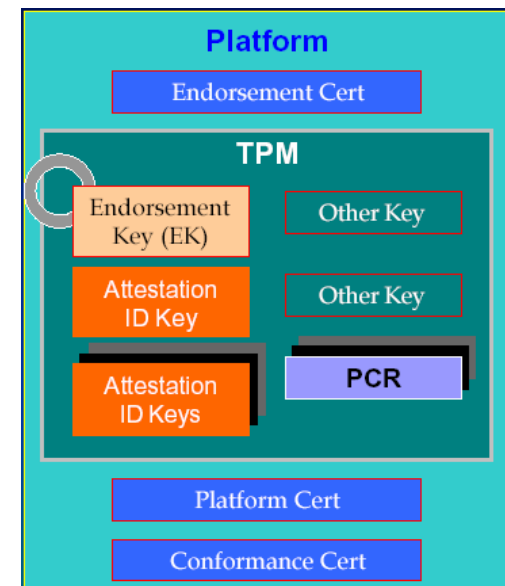 Platform
Endorsement Cert
TPM
Endorsement
Key (EK)
Other Key
Attestation
ID Key
Other Key
Attestation
ID Keys
PCR
Platform Cert
Conformance Cert